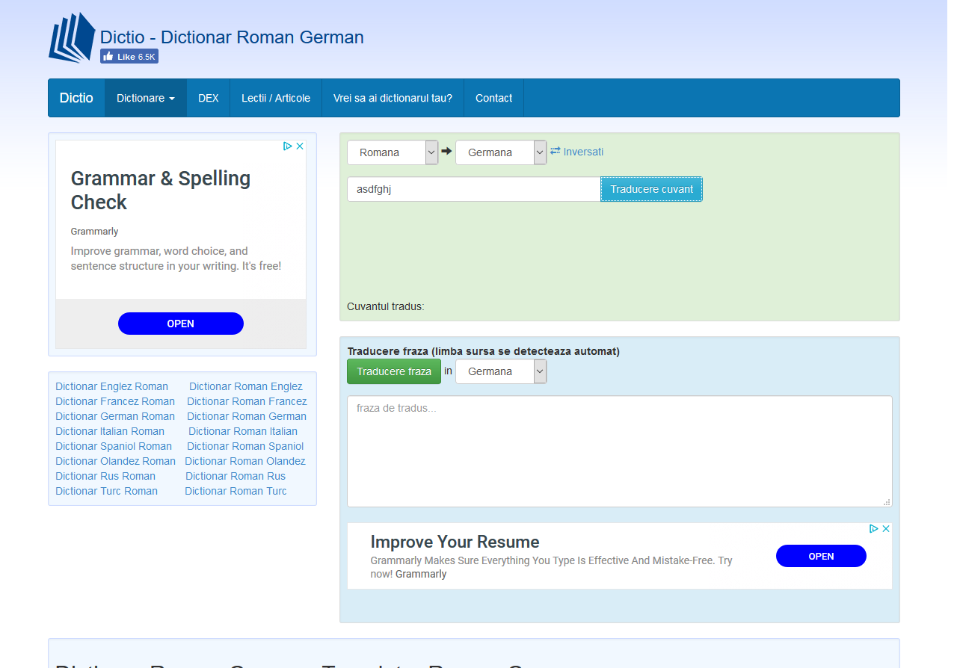 Dictio - Dictionar Roman German
Like 6.5K
Dictio Dictionare DEX Lectii / Articole Vrei sa ai dictionarul tau? Contact
Grammar & Spelling
Check
Grammarly
Improve grammar, word choice, and
sentence structure in your writing. It's free!
OPEN
Dictionar Englez Roman Dictionar Roman Englez
Dictionar Francez Roman Dictionar Roman Francez
Dictionar German Roman Dictionar Roman German
Dictionar Italian Roman Dictionar Roman Italian
Dictionar Spaniol Roman Dictionar Roman Spaniol
Dictionar Olandez Roman Dictionar Roman Olandez
Dictionar Rus Roman Dictionar Roman Rus
Dictionar Turc Roman Dictionar Roman Turc
Romana Germana Inversati
asdfghj Traducere cuvant
Cuvantul tradus:
Traducere fraza (limba sursa se detecteaza automat)
Traducere fraza in Germana
fraza de tradus...
Improve Your Resume
Grammarly Makes Sure Everything You Type Is Effective And Mistake-Free. Try
now! Grammarly
OPEN